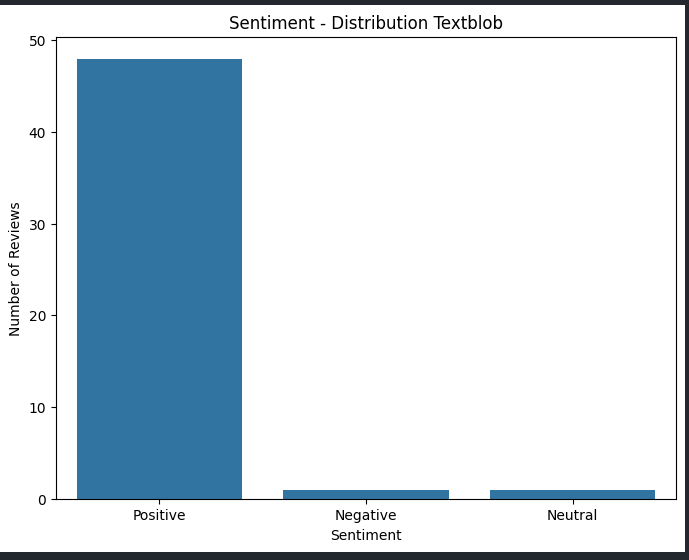 Sentiment - Distribution Textblob
50
40
30
20
10
0
Number of Reviews
Positive
Negative
Neutral
Sentiment